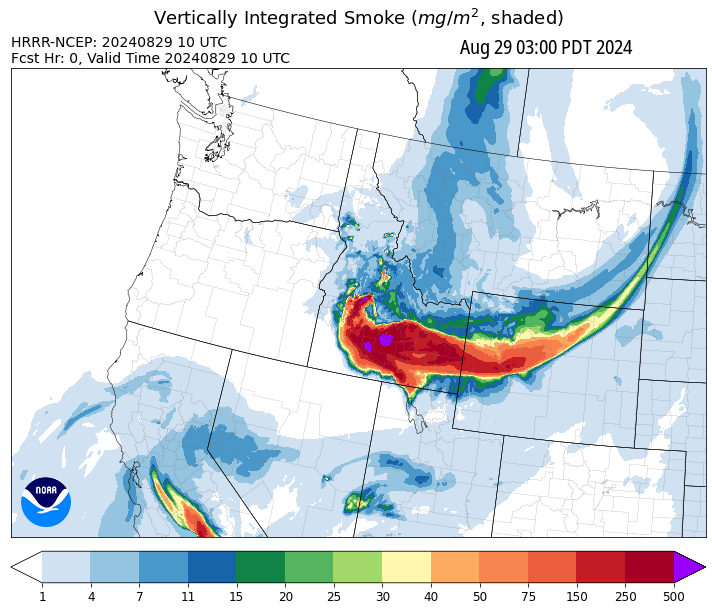 Vertically Integrated Smoke (mg/m², shaded)
HRRR-NCEP: 20240829 10 UTC
Aug 29 03:00 PDT 2024
Fcst Hr: 0, Valid Time 20240829 10 UTC
NOAA
1 4 7 11 15 20 25 30 40 50 75 150 250 500